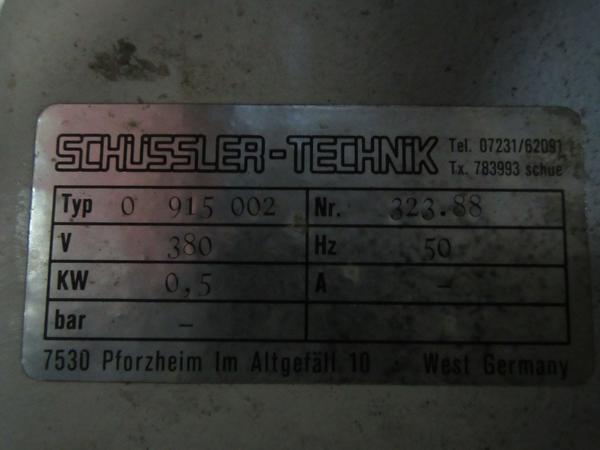 SCHÜSSLER-TECHNIK Tel. 07231/62091
Tx. 783993 schue
Typ 0 915 002 Nr. 323.88
V 380 Hz 50
KW 0,5 A -
bar -
7530 Pforzheim Im Altgefäll 10 · West Germany